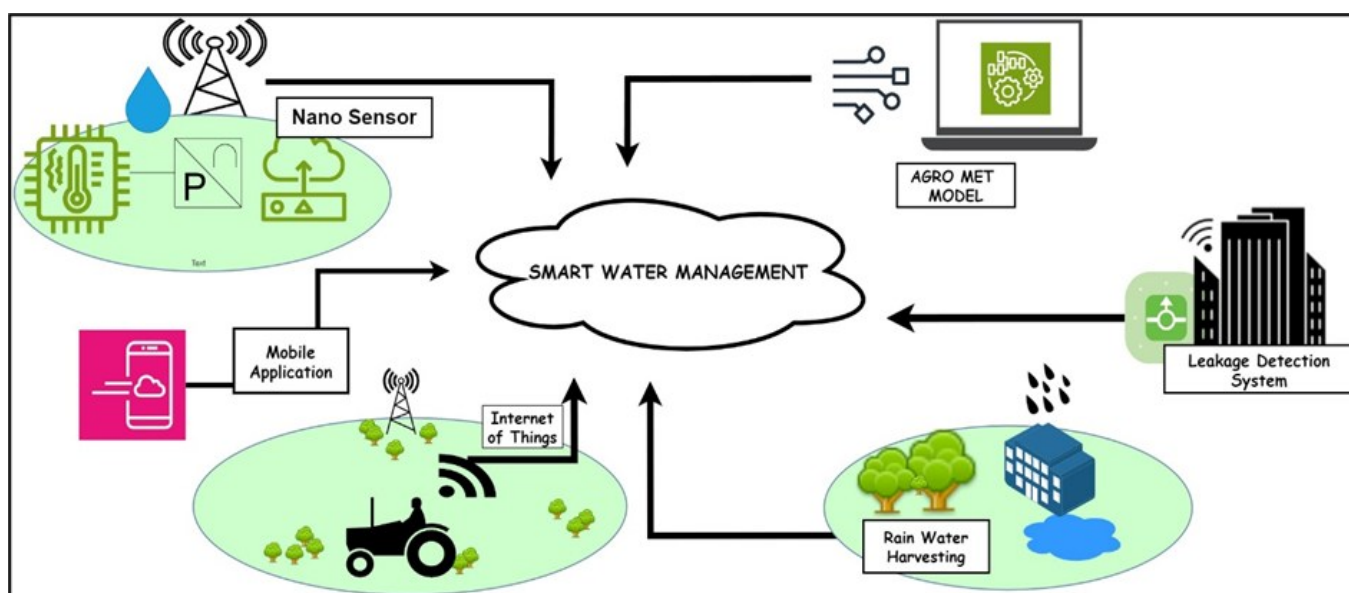 Nano Sensor
P
Text
AGRO MET
MODEL
SMART WATER MANAGEMENT
Mobile
Application
Leakage Detection
System
Internet
of Things
Rain Water
Harvesting